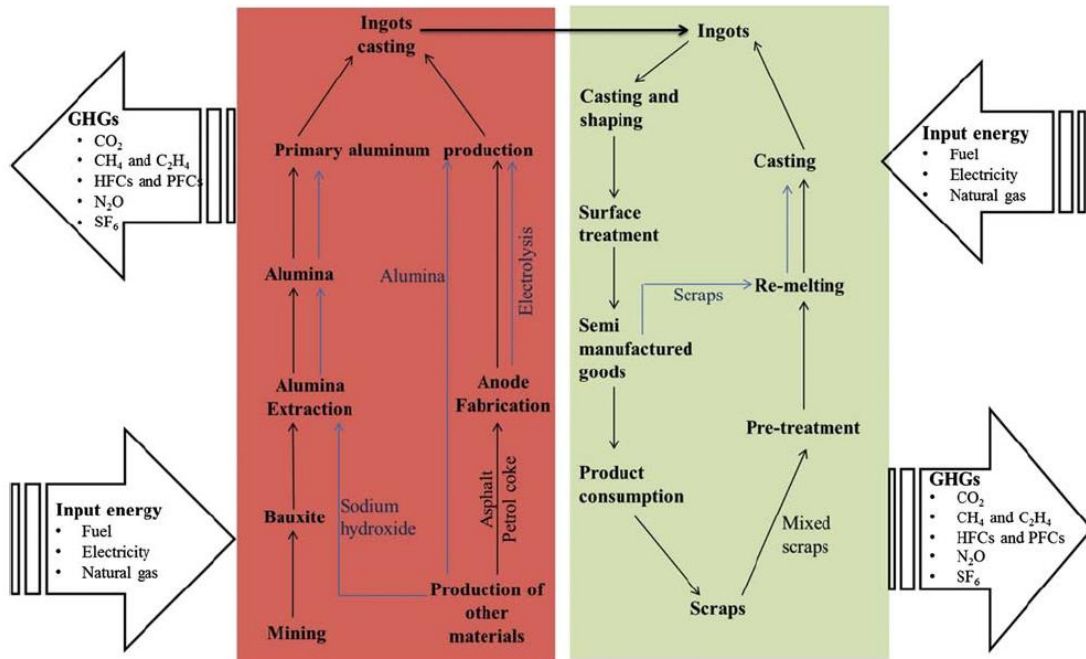 GHGs
• CO2
• CH4 and C2H4
• HFCs and PFCs
• N2O
• SF6
Input energy
• Fuel
• Electricity
• Natural gas
Ingots
casting
Primary aluminum production
Alumina
Alumina
Electrolysis
Alumina
Extraction
Anode
Fabrication
Bauxite
Sodium
hydroxide
Asphalt
Petrol coke
Mining
Production of
other
materials
Ingots
Casting and
shaping
Casting
Surface
treatment
Scraps
Re-melting
Semi
manufactured
goods
Pre-treatment
Product
consumption
Mixed
scraps
Scraps
Input energy
• Fuel
• Electricity
• Natural gas
GHGs
• CO2
• CH4 and C2H4
• HFCs and PFCs
• N2O
• SF6